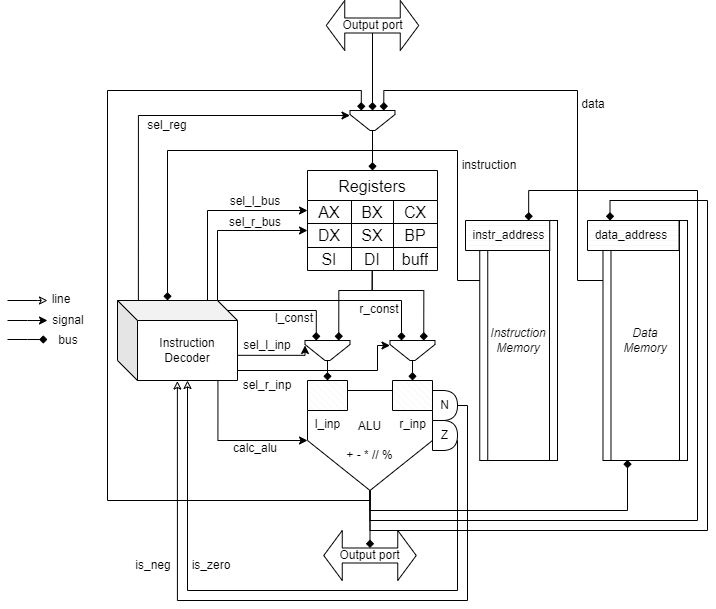 Output port
data
sel_reg
instruction
Registers
sel_l_bus
AX BX CX
sel_r_bus
DX SX BP
SI DI buff
instr_address
data_address
line
signal
bus
l_const
r_const
Instruction
Decoder
sel_l_inp
sel_r_inp
Instruction
Memory
Data
Memory
l_inp
ALU
r_inp
N
Z
calc_alu
+ - * // %
Output port
is_neg
is_zero